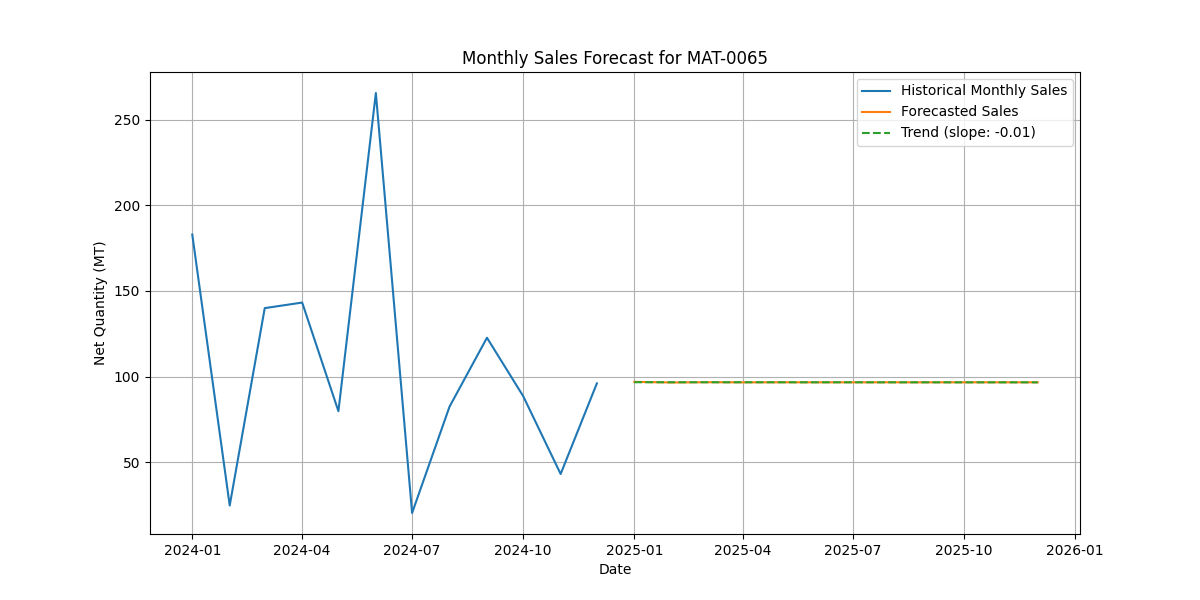 Monthly Sales Forecast for MAT-0065
Historical Monthly Sales
Forecasted Sales
Trend (slope: -0.01)
Net Quantity (MT)
250
200
150
100
50
2024-01 2024-04 2024-07 2024-10 2025-01 2025-04 2025-07 2025-10 2026-01
Date